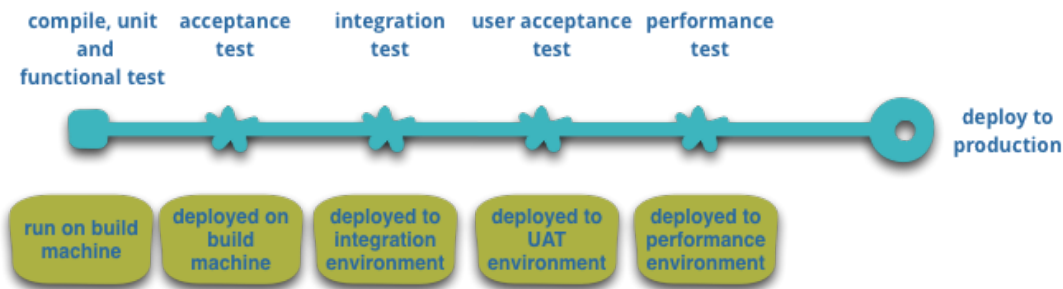 compile, unit
and
functional test
acceptance
test
integration
test
user acceptance
test
performance
test
deploy to
production
run on build
machine
deployed on
build
machine
deployed to
integration
environment
deployed to
UAT
environment
deployed to
performance
environment